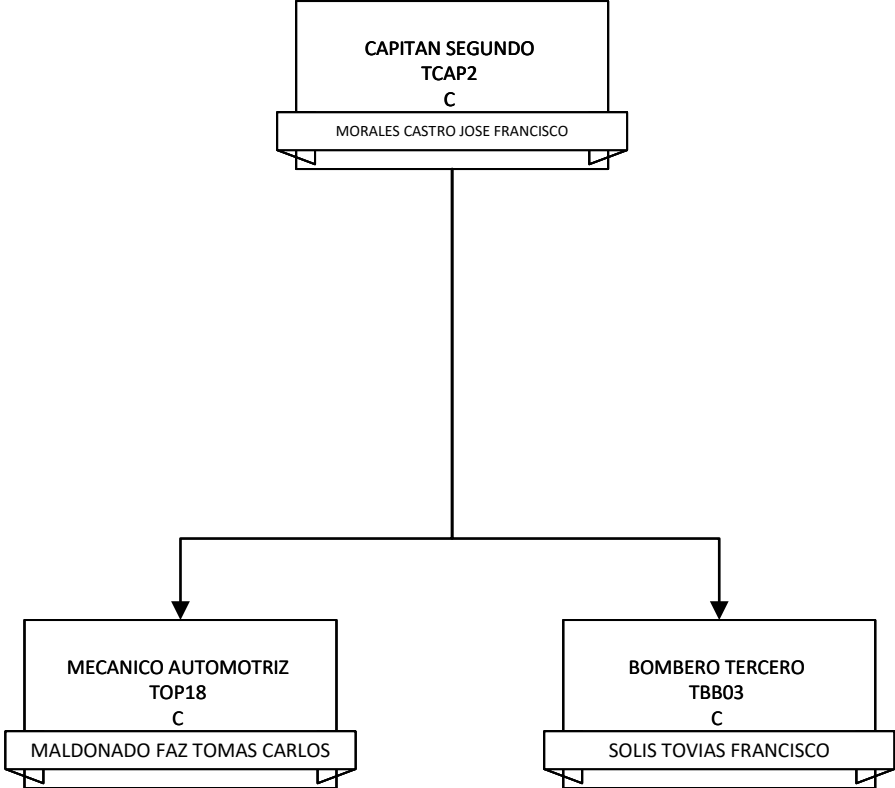 CAPITAN SEGUNDO
TCAP2
C
MORALES CASTRO JOSE FRANCISCO
MECANICO AUTOMOTRIZ
TOP18
C
MALDONADO FAZ TOMAS CARLOS
BOMBERO TERCERO
TBB03
C
SOLIS TOVIAS FRANCISCO